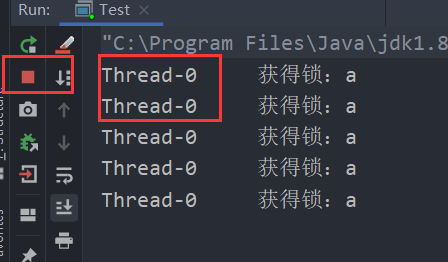 Run: Test ×
"C:\Program Files\Java\jdk1.8
Thread-0 获得锁：a
Thread-0 获得锁：a
Thread-0 获得锁：a
Thread-0 获得锁：a
Thread-0 获得锁：a